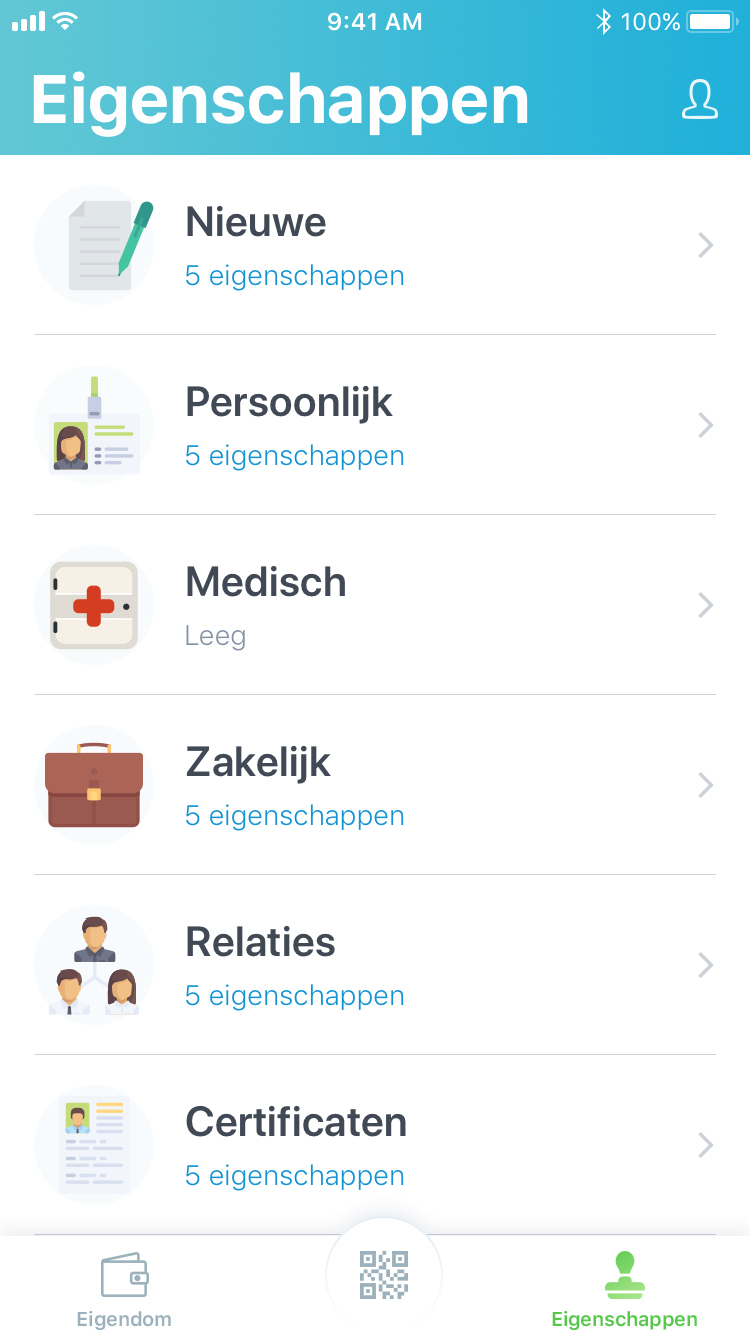 9:41 AM 100%
Eigenschappen
Nieuwe
5 eigenschappen
Persoonlijk
5 eigenschappen
Medisch
Leeg
Zakelijk
5 eigenschappen
Relaties
5 eigenschappen
Certificaten
5 eigenschappen
Eigendom Eigenschappen